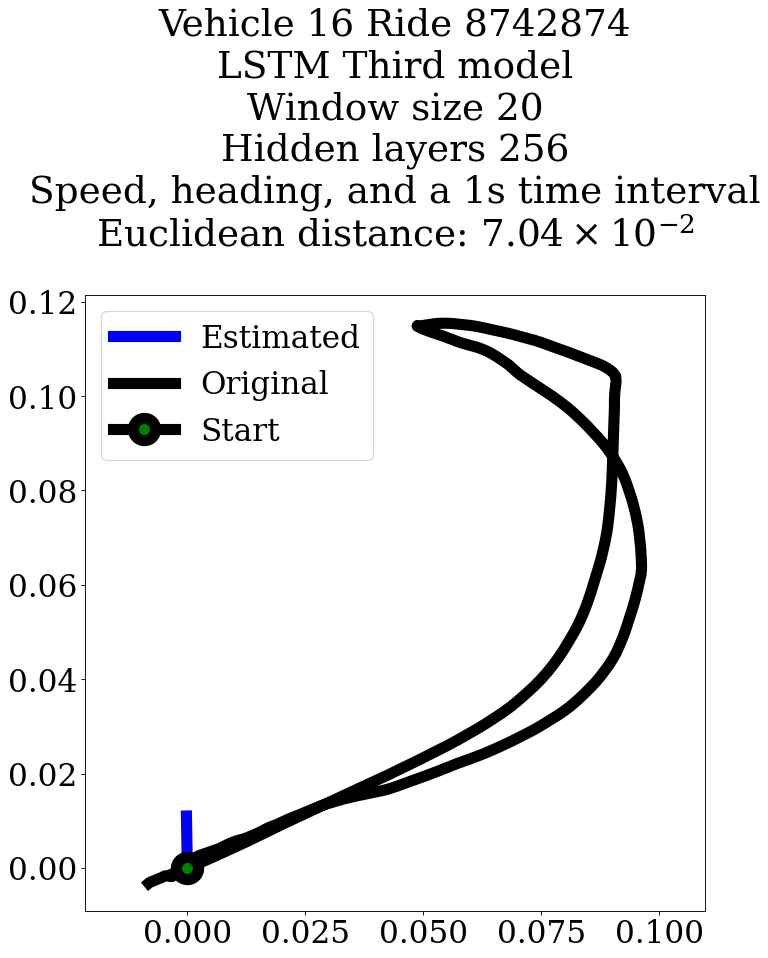 Vehicle 16 Ride 8742874
LSTM Third model
Window size 20
Hidden layers 256
Speed, heading, and a 1s time interval
Euclidean distance: 7.04 × 10⁻²
0.12
0.10
0.08
0.06
0.04
0.02
0.00
Estimated
Original
Start
0.000 0.025 0.050 0.075 0.100